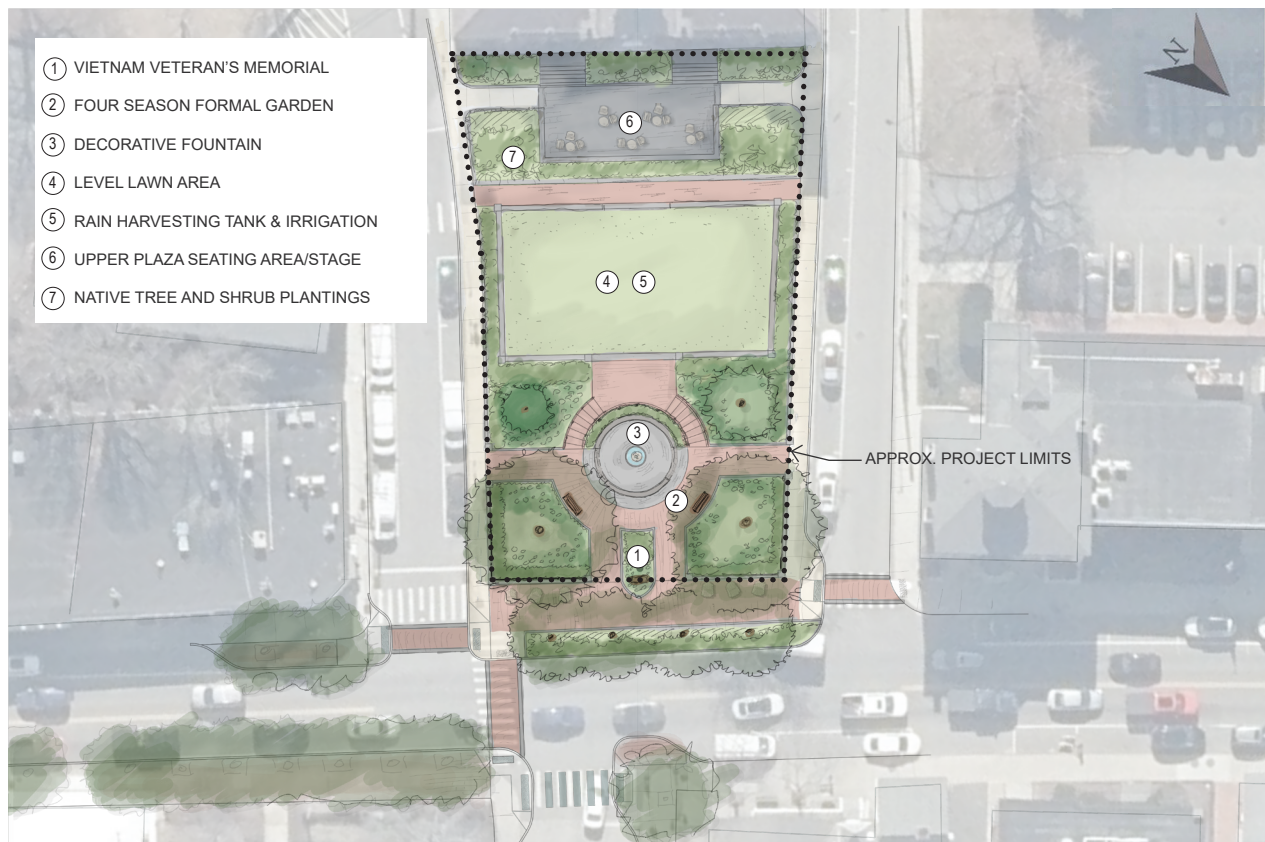 1 VIETNAM VETERAN'S MEMORIAL
2 FOUR SEASON FORMAL GARDEN
3 DECORATIVE FOUNTAIN
4 LEVEL LAWN AREA
5 RAIN HARVESTING TANK & IRRIGATION
6 UPPER PLAZA SEATING AREA/STAGE
7 NATIVE TREE AND SHRUB PLANTINGS
N
6
7
4 5
3
APPROX. PROJECT LIMITS
2
1